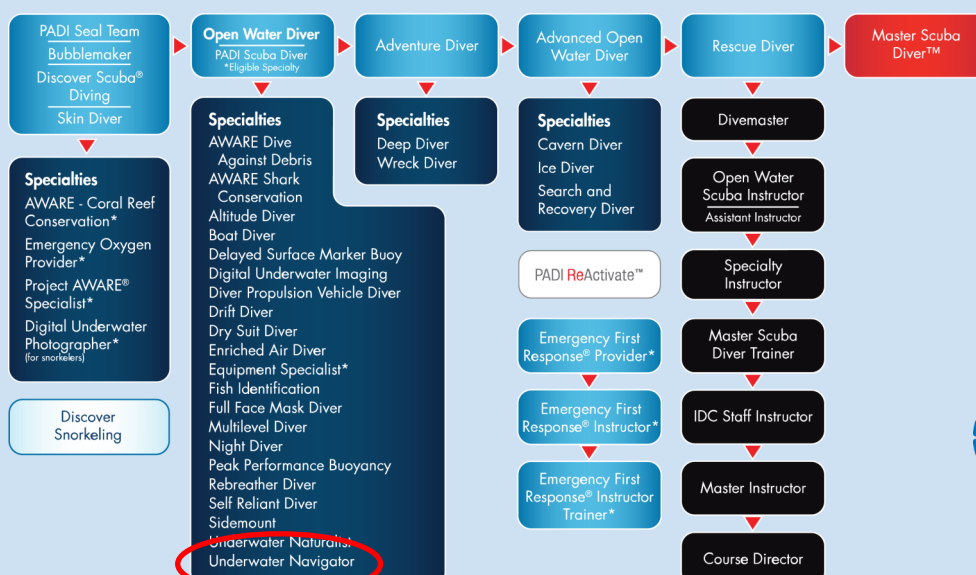 PADI Seal Team
Bubblemaker
Discover Scuba®
Diving
Skin Diver
Specialties
AWARE - Coral Reef
Conservation*
Emergency Oxygen
Provider*
Project AWARE®
Specialist*
Digital Underwater
Photographer*
(for snorkelers)
Discover
Snorkeling
Open Water Diver
PADI Scuba Diver
*Eligible Specialty
Specialties
AWARE Dive
Against Debris
AWARE Shark
Conservation
Altitude Diver
Boat Diver
Delayed Surface Marker Buoy
Digital Underwater Imaging
Diver Propulsion Vehicle Diver
Drift Diver
Dry Suit Diver
Enriched Air Diver
Equipment Specialist*
Fish Identification
Full Face Mask Diver
Multilevel Diver
Night Diver
Peak Performance Buoyancy
Rebreather Diver
Self Reliant Diver
Sidemount
Underwater Naturalist
Underwater Navigator
Adventure Diver
Specialties
Deep Diver
Wreck Diver
Advanced Open
Water Diver
Specialties
Cavern Diver
Ice Diver
Search and
Recovery Diver
PADI ReActivate™
Emergency First
Response® Provider*
Emergency First
Response® Instructor*
Emergency First
Response® Instructor
Trainer*
Rescue Diver
Divemaster
Open Water
Scuba Instructor
Assistant Instructor
Specialty
Instructor
Master Scuba
Diver Trainer
IDC Staff Instructor
Master Instructor
Course Director
Master Scuba
Diver™